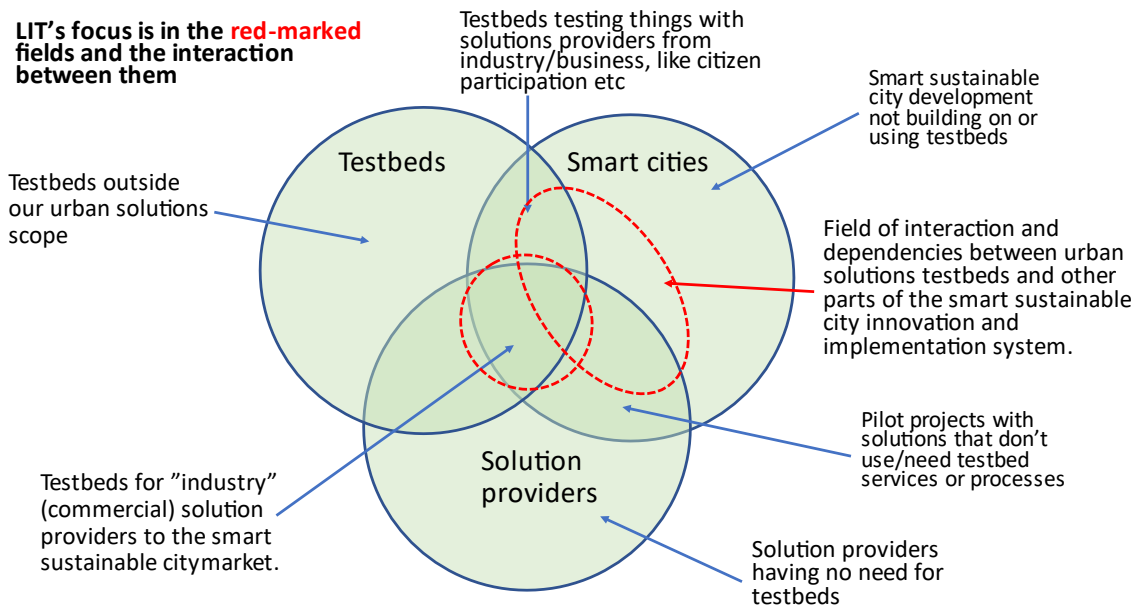 LIT's focus is in the red-marked
fields and the interaction
between them
Testbeds testing things with
solutions providers from
industry/business, like citizen
participation etc
Smart sustainable
city development
not building on or
using testbeds
Testbeds
Smart cities
Testbeds outside
our urban solutions
scope
Field of interaction and
dependencies between urban
solutions testbeds and other
parts of the smart sustainable
city innovation and
implementation system.
Pilot projects with
solutions that don't
use/need testbed
services or processes
Solution
providers
Testbeds for ”industry”
(commercial) solution
providers to the smart
sustainable citymarket.
Solution providers
having no need for
testbeds